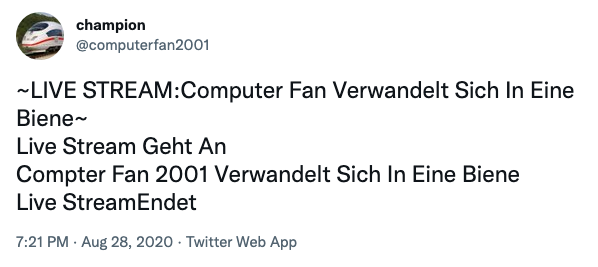 champion
@computerfan2001
~LIVE STREAM:Computer Fan Verwandelt Sich In Eine
Biene~
Live Stream Geht An
Compter Fan 2001 Verwandelt Sich In Eine Biene
Live StreamEndet
7:21 PM · Aug 28, 2020 · Twitter Web App